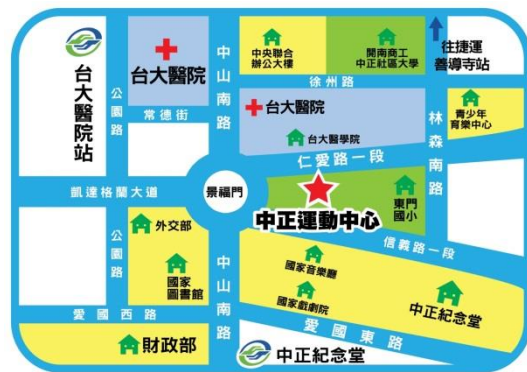 台大醫院站
公園路
台大醫院
常德街
中山南路
中央聯合
辦公大樓
開南商工
中正社區大學
往捷運
善導寺站
徐州路
台大醫院
台大醫學院
林森南路
青少年
育樂中心
仁愛路一段
凱達格蘭大道
景福門
中正運動中心
東門
國小
信義路一段
公園路
外交部
國家
圖書館
中山南路
國家音樂廳
國家戲劇院
中正紀念堂
愛國西路
愛國東路
財政部
中正紀念堂